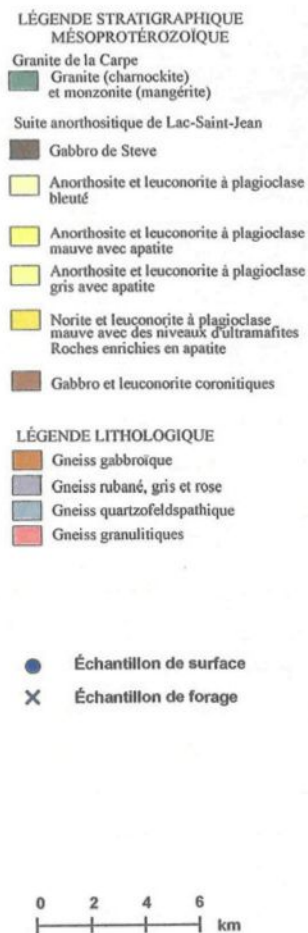 LÉGENDE STRATIGRAPHIQUE
MÉSOPROTÉROZOÏQUE
Granite de la Carpe
Granite (charnockite)
et monzonite (mangérite)
Suite anorthositique de Lac-Saint-Jean
Gabbro de Steve
Anorthosite et leuconorite à plagioclase
bleuté
Anorthosite et leuconorite à plagioclase
mauve avec apatite
Anorthosite et leuconorite à plagioclase
gris avec apatite
Norite et leuconorite à plagioclase
mauve avec des niveaux d'ultramafites
Roches enrichies en apatite
Gabbro et leuconorite coronitiques
LÉGENDE LITHOLOGIQUE
Gneiss gabbroïque
Gneiss rubané, gris et rose
Gneiss quartzofeldspathique
Gneiss granulitiques
Échantillon de surface
Échantillon de forage
0 2 4 6
km